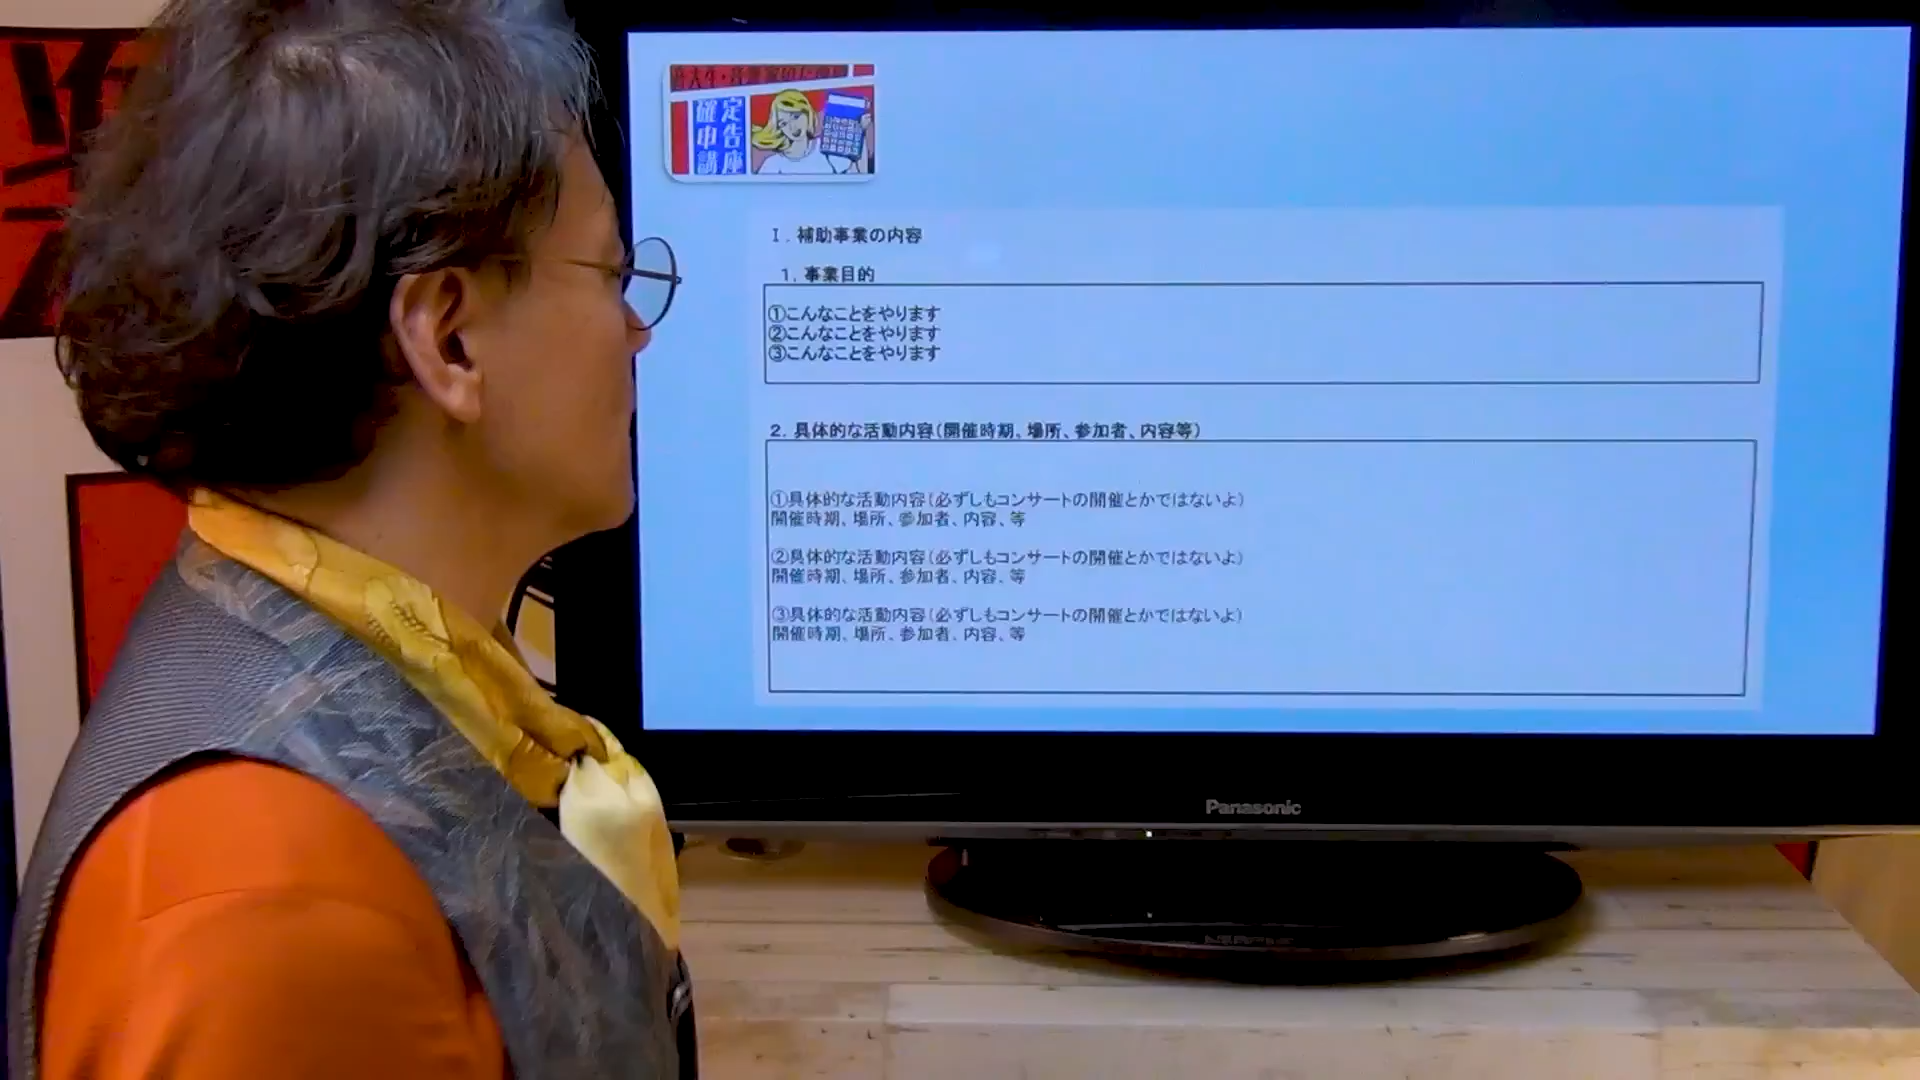 確定
申告
講座
Ⅰ．補助事業の内容
1．事業目的
①こんなことをやります
②こんなことをやります
③こんなことをやります
2．具体的な活動内容（開催時期、場所、参加者、内容等）
①具体的な活動内容（必ずしもコンサートの開催とかではないよ）
開催時期、場所、参加者、内容、等
②具体的な活動内容（必ずしもコンサートの開催とかではないよ）
開催時期、場所、参加者、内容、等
③具体的な活動内容（必ずしもコンサートの開催とかではないよ）
開催時期、場所、参加者、内容、等
Panasonic